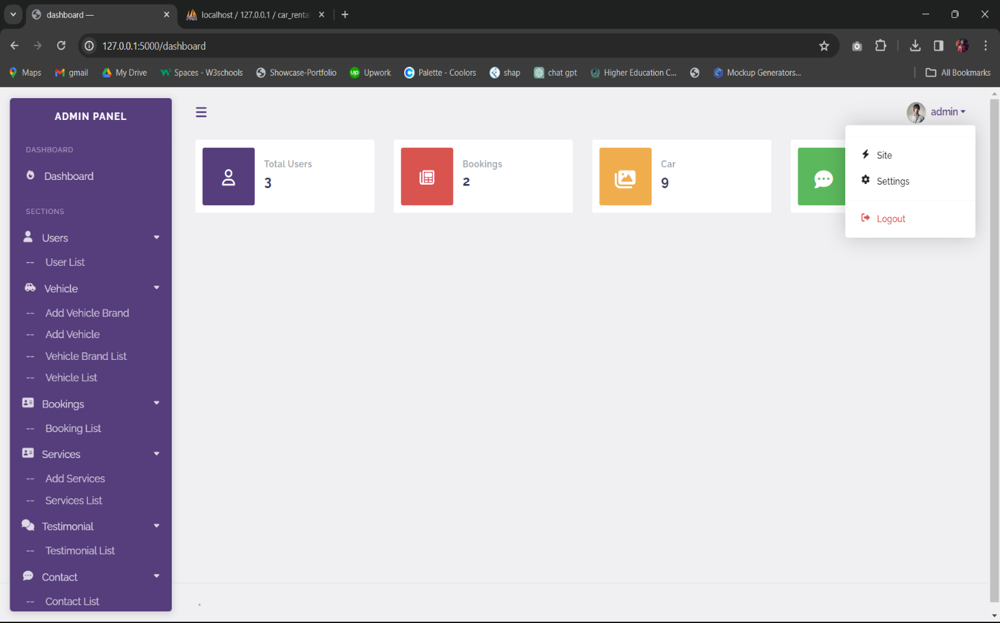 dashboard —
localhost / 127.0.0.1 / car_renta
127.0.0.1:5000/dashboard
Maps
gmail
My Drive
Spaces - W3schools
Showcase-Portfolio
Upwork
Palette - Coolors
shap
chat gpt
Higher Education C...
Mockup Generators...
All Bookmarks
ADMIN PANEL
DASHBOARD
Dashboard
SECTIONS
Users
-- User List
Vehicle
-- Add Vehicle Brand
-- Add Vehicle
-- Vehicle Brand List
-- Vehicle List
Bookings
-- Booking List
Services
-- Add Services
-- Services List
Testimonial
-- Testimonial List
Contact
-- Contact List
admin
Total Users
3
Bookings
2
Car
9
Site
Settings
Logout
.